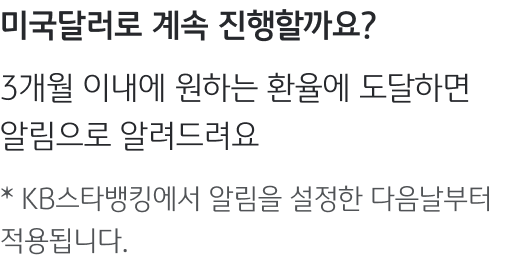 미국달러로 계속 진행할까요?
3개월 이내에 원하는 환율에 도달하면
알림으로 알려드려요
* KB스타뱅킹에서 알림을 설정한 다음날부터
적용됩니다.